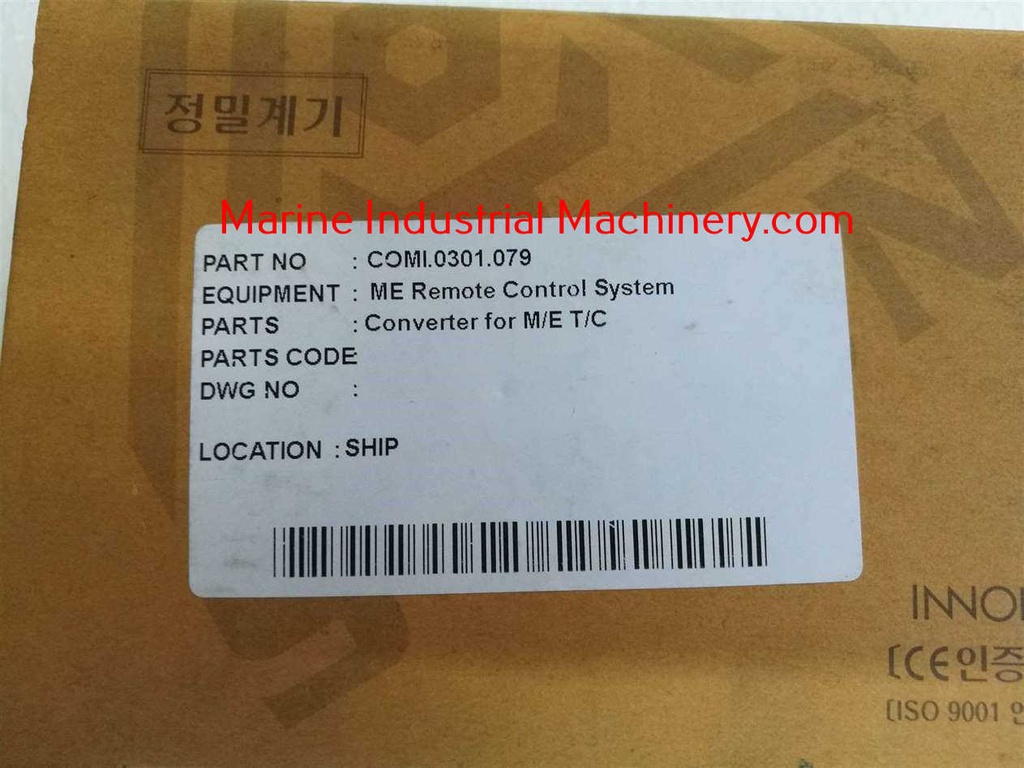 정밀계기
Marine Industrial Machinery.com
PART NO : COMI.0301.079
EQUIPMENT : ME Remote Control System
PARTS : Converter for M/E T/C
PARTS CODE :
DWG NO :
LOCATION : SHIP
INNO
[CE인증
[ISO 9001